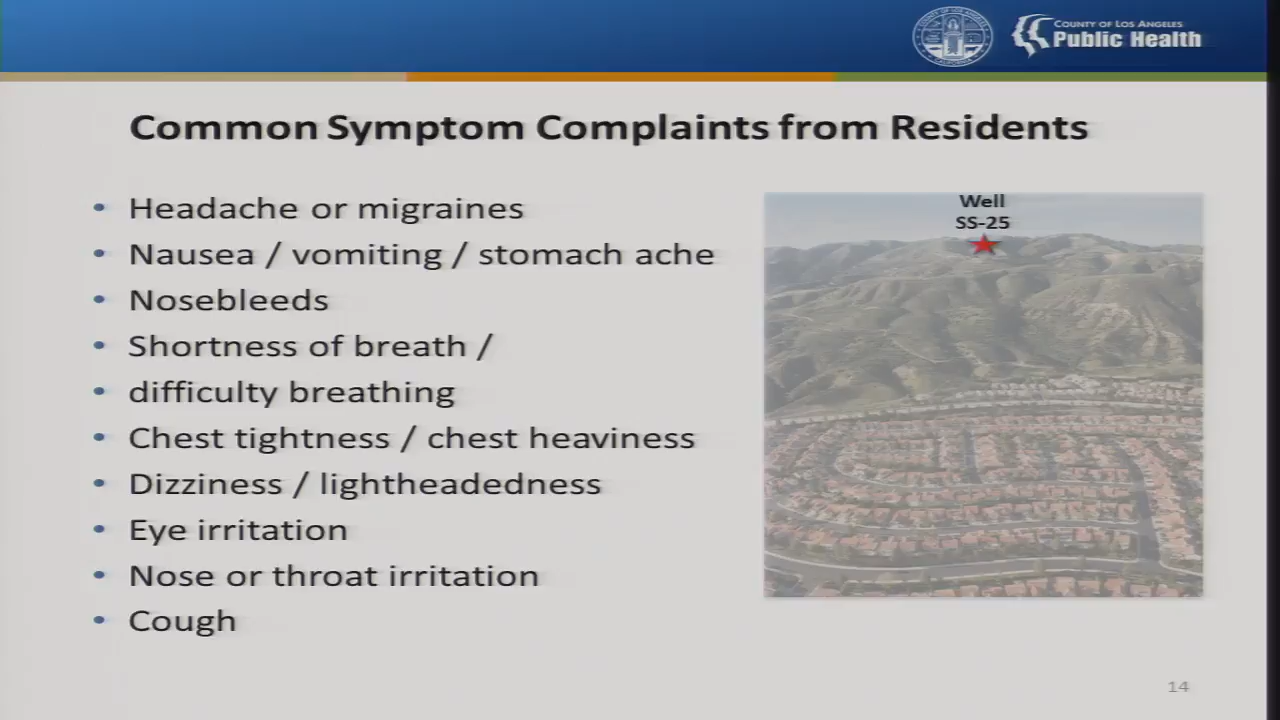 COUNTY OF LOS ANGELES
Public Health
Common Symptom Complaints from Residents
• Headache or migraines
• Nausea / vomiting / stomach ache
• Nosebleeds
• Shortness of breath /
• difficulty breathing
• Chest tightness / chest heaviness
• Dizziness / lightheadedness
• Eye irritation
• Nose or throat irritation
• Cough
Well
SS-25
14